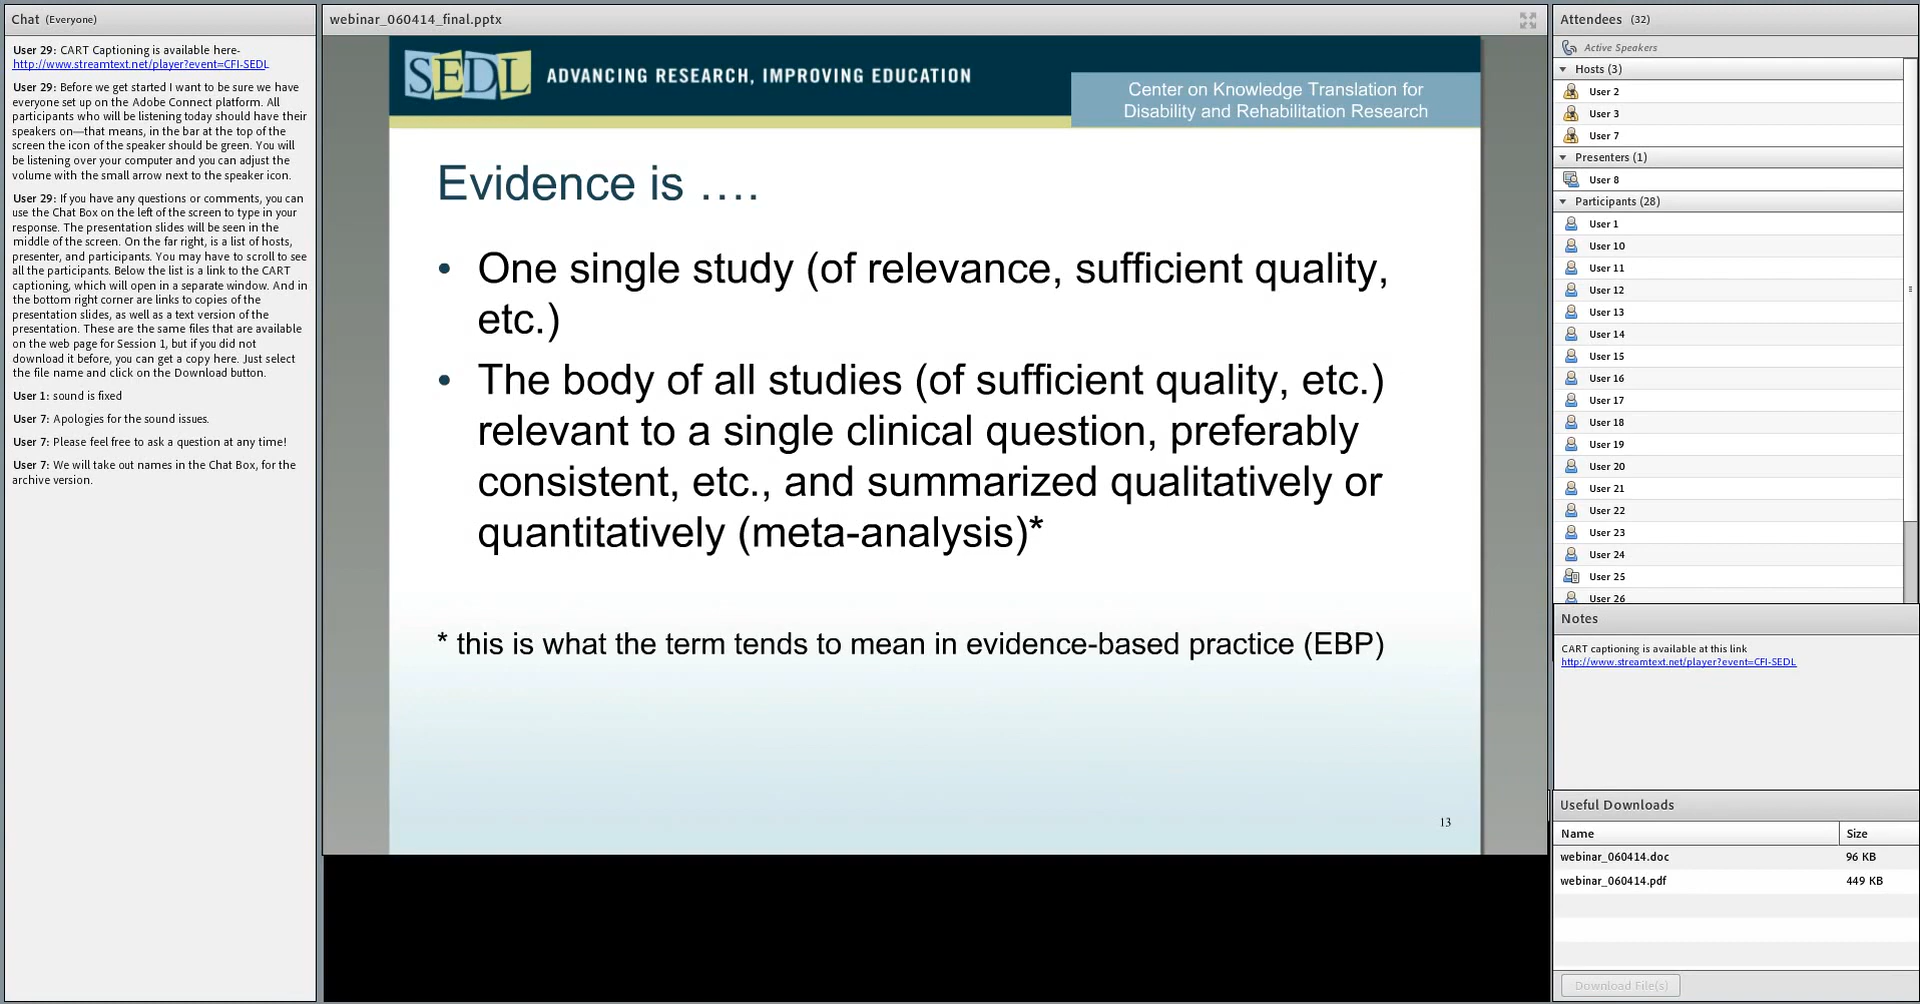 Chat (Everyone)
User 29: CART Captioning is available here-
http://www.streamtext.net/player?event=CFI-SEDL
User 29: Before we get started I want to be sure we have
everyone set up on the Adobe Connect platform. All
participants who will be listening today should have their
speakers on—that means, in the bar at the top of the
screen the icon of the speaker should be green. You will
be listening over your computer and you can adjust the
volume with the small arrow next to the speaker icon.
User 29: If you have any questions or comments, you can
use the Chat Box on the left of the screen to type in your
response. The presentation slides will be seen in the
middle of the screen. On the far right, is a list of hosts,
presenter, and participants. You may have to scroll to see
all the participants. Below the list is a link to the CART
captioning, which will open in a separate window. And in
the bottom right corner are links to copies of the
presentation slides, as well as a text version of the
presentation. These are the same files that are available
on the web page for Session 1, but if you did not
download it before, you can get a copy here. Just select
the file name and click on the Download button.
User 1: sound is fixed
User 7: Apologies for the sound issues.
User 7: Please feel free to ask a question at any time!
User 7: We will take out names in the Chat Box, for the
archive version.
webinar_060414_final.pptx
SEDL ADVANCING RESEARCH, IMPROVING EDUCATION
Center on Knowledge Translation for
Disability and Rehabilitation Research
Evidence is ....
• One single study (of relevance, sufficient quality,
etc.)
• The body of all studies (of sufficient quality, etc.)
relevant to a single clinical question, preferably
consistent, etc., and summarized qualitatively or
quantitatively (meta-analysis)*
* this is what the term tends to mean in evidence-based practice (EBP)
13
Attendees (32)
Active Speakers
Hosts (3)
User 2
User 3
User 7
Presenters (1)
User 8
Participants (28)
User 1
User 10
User 11
User 12
User 13
User 14
User 15
User 16
User 17
User 18
User 19
User 20
User 21
User 22
User 23
User 24
User 25
User 26
Notes
CART captioning is available at this link
http://www.streamtext.net/player?event=CFI-SEDL
Useful Downloads
Name Size
webinar_060414.doc 96 KB
webinar_060414.pdf 449 KB
Download File(s)